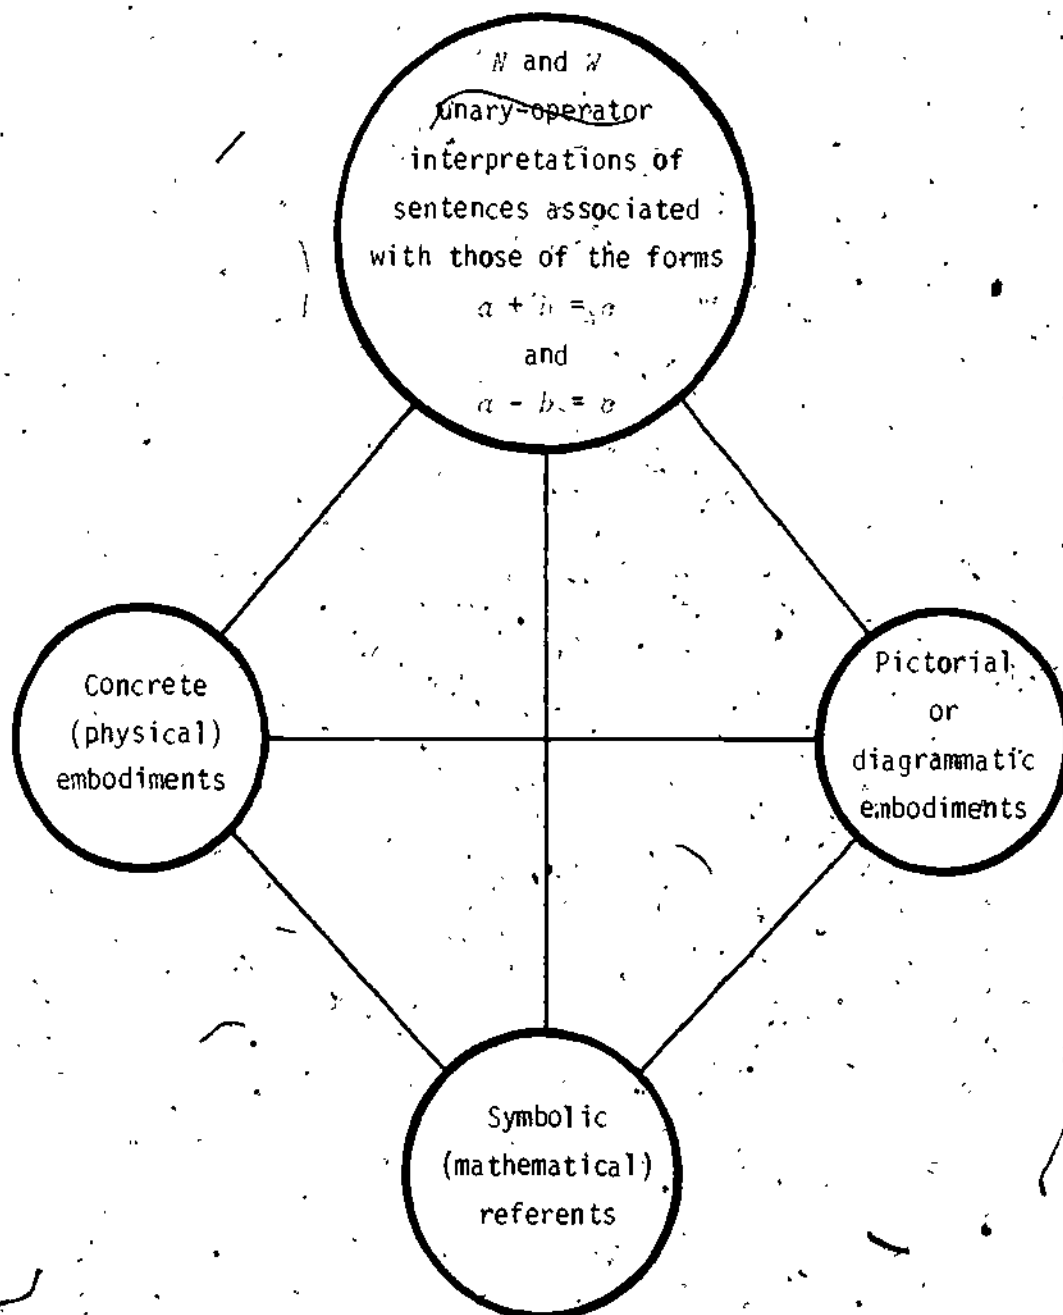 N and W
unary-operator
interpretations of
sentences associated
with those of the forms
a + b = c
and
a - b = c
Concrete
(physical)
embodiments
Pictorial
or
diagrammatic
embodiments
Symbolic
(mathematical)
referents